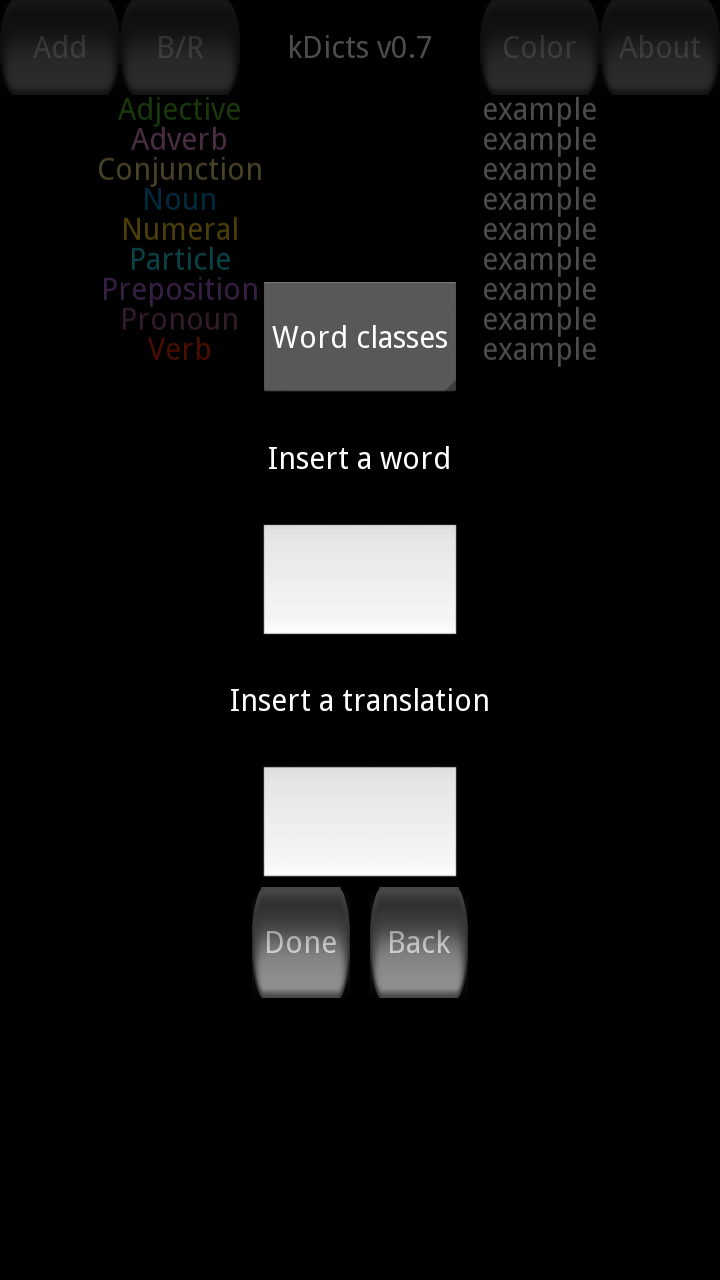 Add B/R kDicts v0.7 Color About
Adjective example
Adverb example
Conjunction example
Noun example
Numeral example
Particle example
Preposition example
Pronoun example
Verb example
Word classes
Insert a word
Insert a translation
Done Back